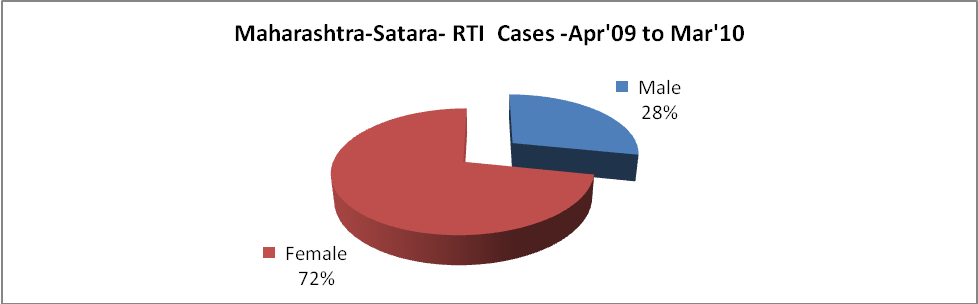 Maharashtra-Satara- RTI  Cases -Apr'09 to Mar'10
Male
28%
Female
72%